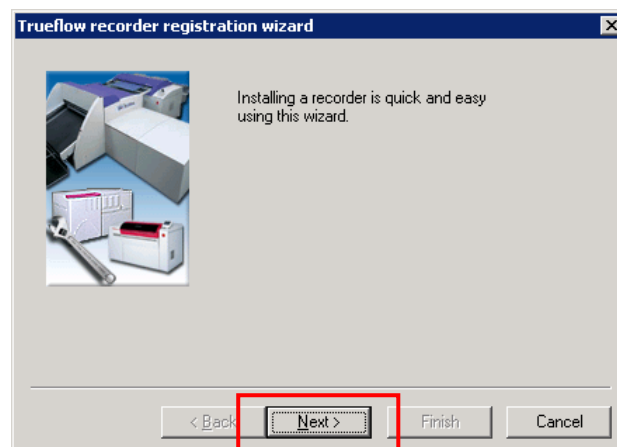 Trueflow recorder registration wizard
Installing a recorder is quick and easy
using this wizard.
< Back
Next >
Finish
Cancel